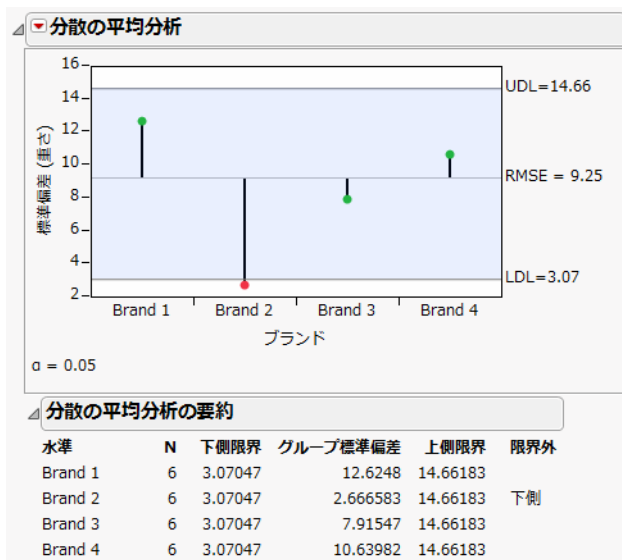 分散の平均分析
16
14
12
10
8
6
4
2
標準偏差 (重さ)
UDL=14.66
RMSE = 9.25
LDL=3.07
Brand 1 Brand 2 Brand 3 Brand 4
ブランド
α = 0.05
分散の平均分析の要約
水準 N 下側限界 グループ標準偏差 上側限界 限界外
Brand 1 6 3.07047 12.6248 14.66183
Brand 2 6 3.07047 2.666583 14.66183 下側
Brand 3 6 3.07047 7.91547 14.66183
Brand 4 6 3.07047 10.63982 14.66183